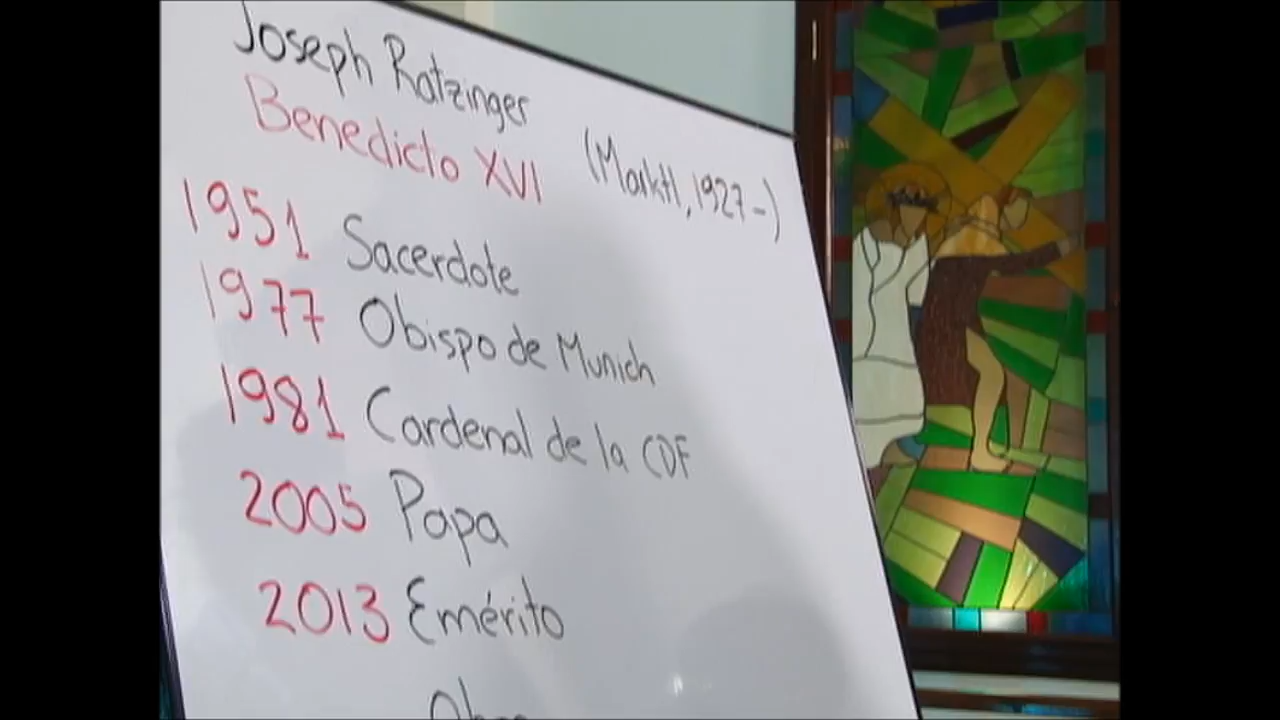 Joseph Ratzinger
Benedicto XVI (Marktl, 1927-)
1951 Sacerdote
1977 Obispo de Munich
1981 Cardenal de la CDF
2005 Papa
2013 Emérito